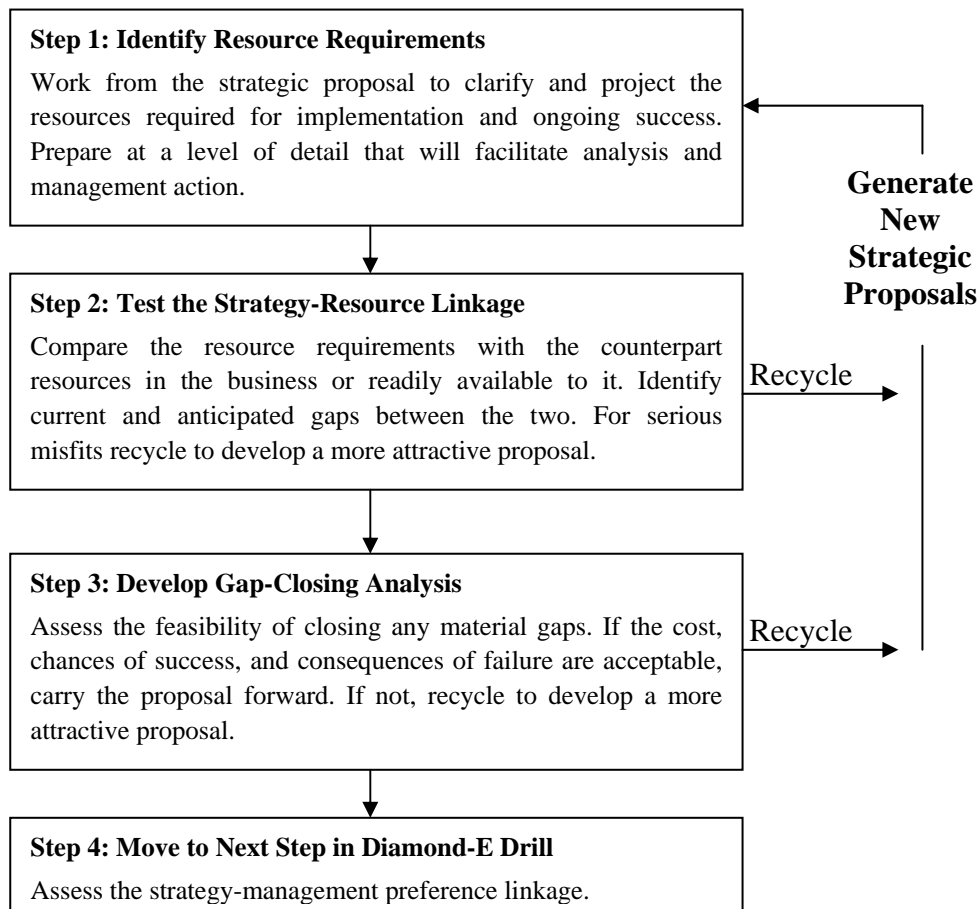 Step 1: Identify Resource Requirements
Work from the strategic proposal to clarify and project the
resources required for implementation and ongoing success.
Prepare at a level of detail that will facilitate analysis and
management action.
Generate
New
Strategic
Proposals
Step 2: Test the Strategy-Resource Linkage
Compare the resource requirements with the counterpart
resources in the business or readily available to it. Identify
current and anticipated gaps between the two. For serious
misfits recycle to develop a more attractive proposal.
Recycle
Step 3: Develop Gap-Closing Analysis
Assess the feasibility of closing any material gaps. If the cost,
chances of success, and consequences of failure are acceptable,
carry the proposal forward. If not, recycle to develop a more
attractive proposal.
Recycle
Step 4: Move to Next Step in Diamond-E Drill
Assess the strategy-management preference linkage.